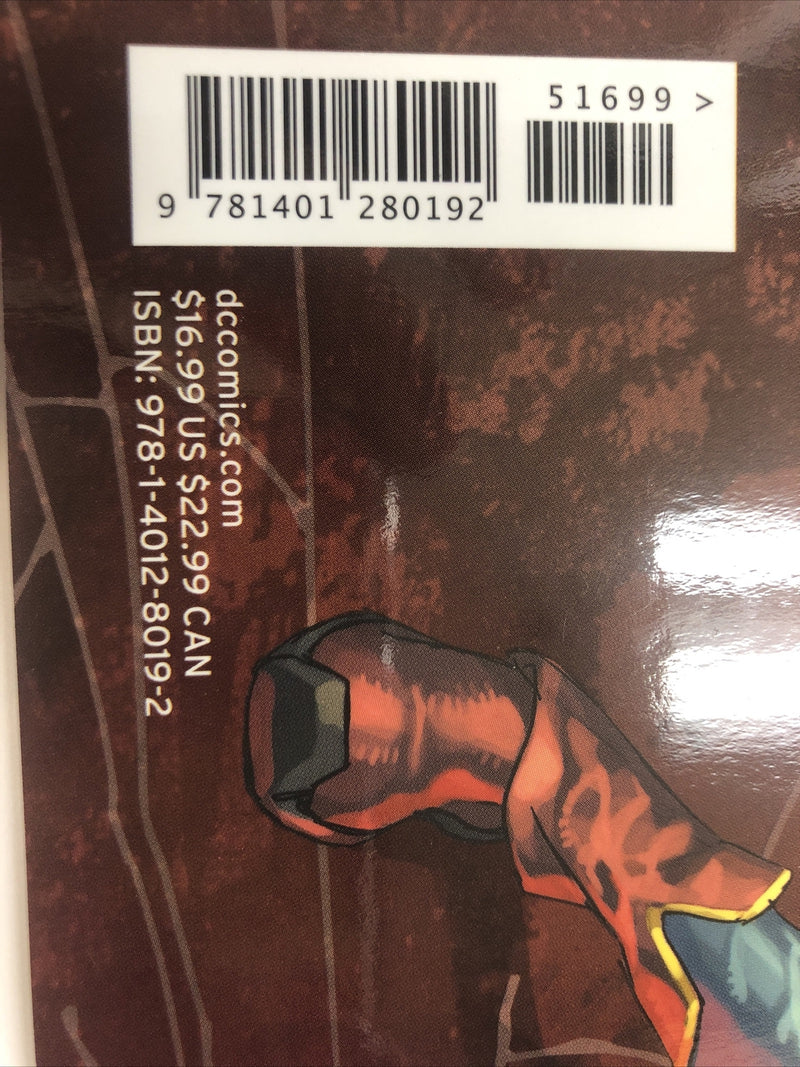 51699 >
9 781401 280192
dccomics.com
$16.99 US $22.99 CAN
ISBN: 978-1-4012-8019-2